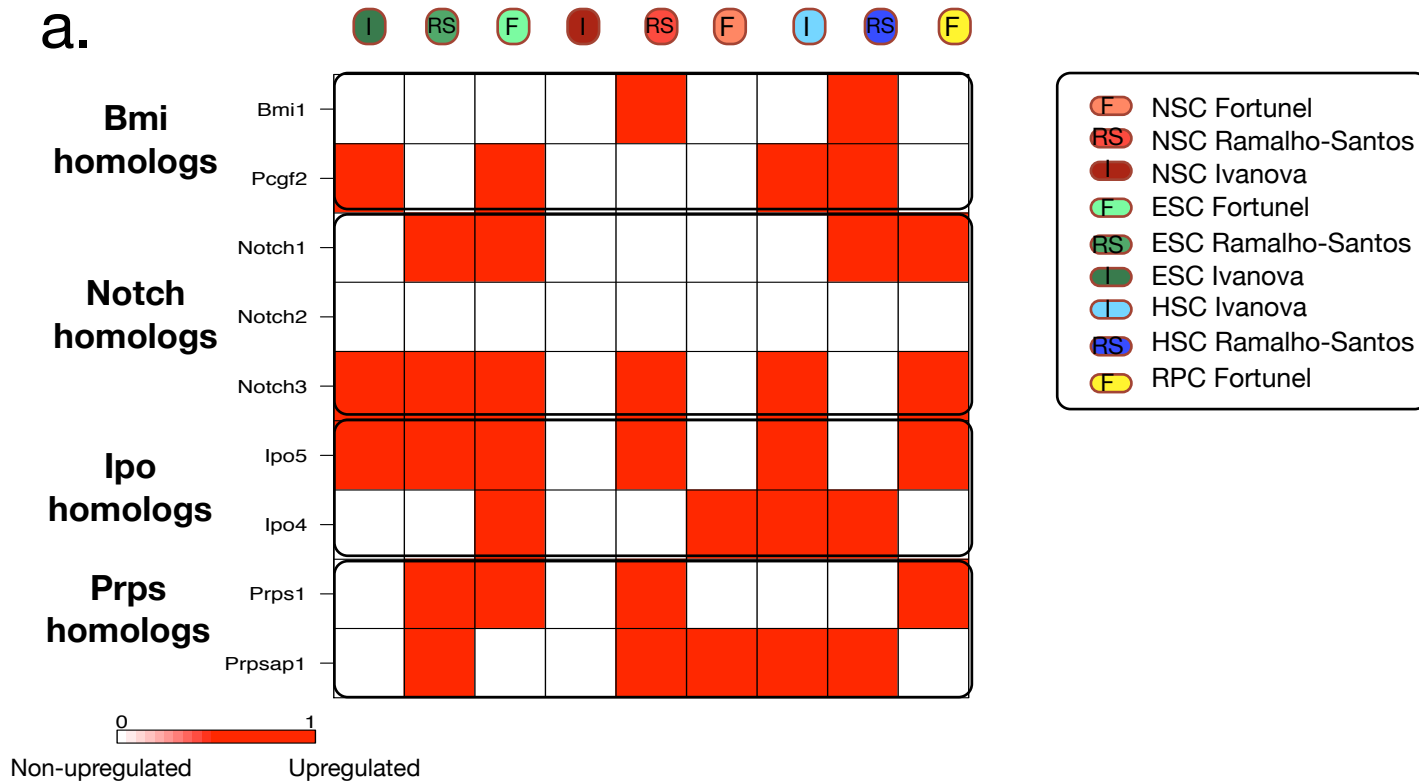 a.
I RS F I RS F I RS F
Bmi
homologs
Bmi1
Pcgf2
Notch
homologs
Notch1
Notch2
Notch3
Ipo
homologs
Ipo5
Ipo4
Prps
homologs
Prps1
Prpsap1
0 1
Non-upregulated Upregulated
F NSC Fortunel
RS NSC Ramalho-Santos
I NSC Ivanova
F ESC Fortunel
RS ESC Ramalho-Santos
I ESC Ivanova
I HSC Ivanova
RS HSC Ramalho-Santos
F RPC Fortunel